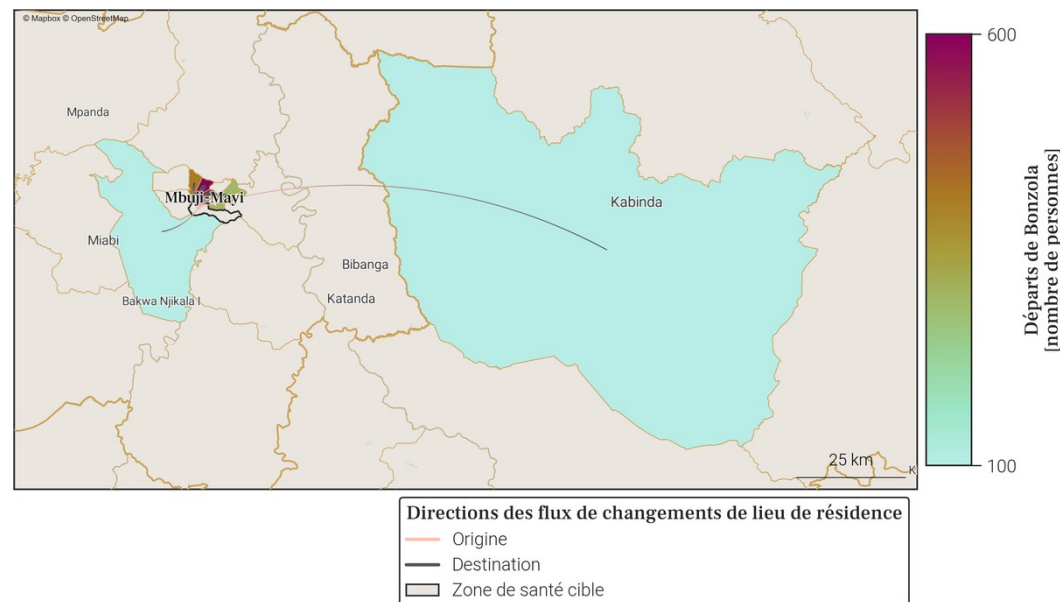 © Mapbox © OpenStreetMap
Mpanda
Mbuji-Mayi
Miabi
Bakwa Njikala I
Bibanga
Katanda
Kabinda
25 km
K
600
100
Départs de Bonzola
[nombre de personnes]
Directions des flux de changements de lieu de résidence
Origine
Destination
Zone de santé cible